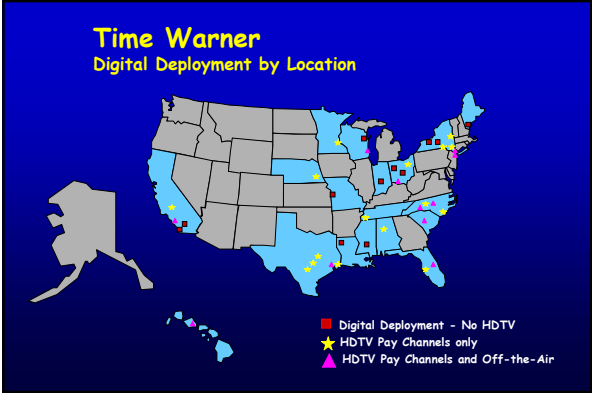 Time Warner
Digital Deployment by Location
Digital Deployment - No HDTV
HDTV Pay Channels only
HDTV Pay Channels and Off-the-Air